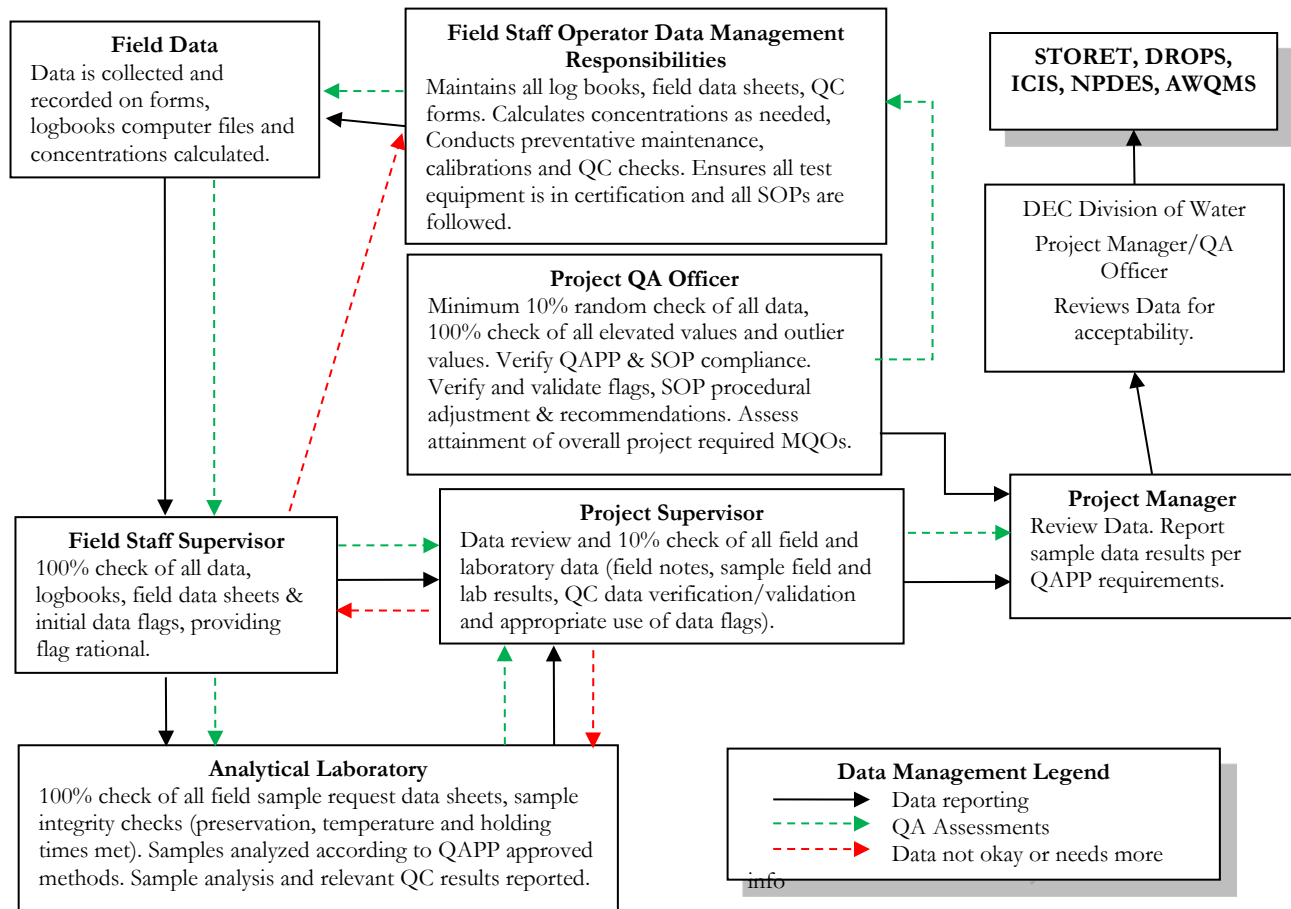 Field Data
Data is collected and
recorded on forms,
logbooks computer files and
concentrations calculated.
Field Staff Operator Data Management
Responsibilities
Maintains all log books, field data sheets, QC
forms. Calculates concentrations as needed,
Conducts preventative maintenance,
calibrations and QC checks. Ensures all test
equipment is in certification and all SOPs are
followed.
STORET, DROPS,
ICIS, NPDES, AWQMS
DEC Division of Water
Project Manager/QA
Officer
Reviews Data for
acceptability.
Project QA Officer
Minimum 10% random check of all data,
100% check of all elevated values and outlier
values. Verify QAPP & SOP compliance.
Verify and validate flags, SOP procedural
adjustment & recommendations. Assess
attainment of overall project required MQOs.
Field Staff Supervisor
100% check of all data,
logbooks, field data sheets &
initial data flags, providing
flag rational.
Project Supervisor
Data review and 10% check of all field and
laboratory data (field notes, sample field and
lab results, QC data verification/validation
and appropriate use of data flags).
Project Manager
Review Data. Report
sample data results per
QAPP requirements.
Analytical Laboratory
100% check of all field sample request data sheets, sample
integrity checks (preservation, temperature and holding
times met). Samples analyzed according to QAPP approved
methods. Sample analysis and relevant QC results reported.
Data Management Legend
Data reporting
QA Assessments
Data not okay or needs more
info